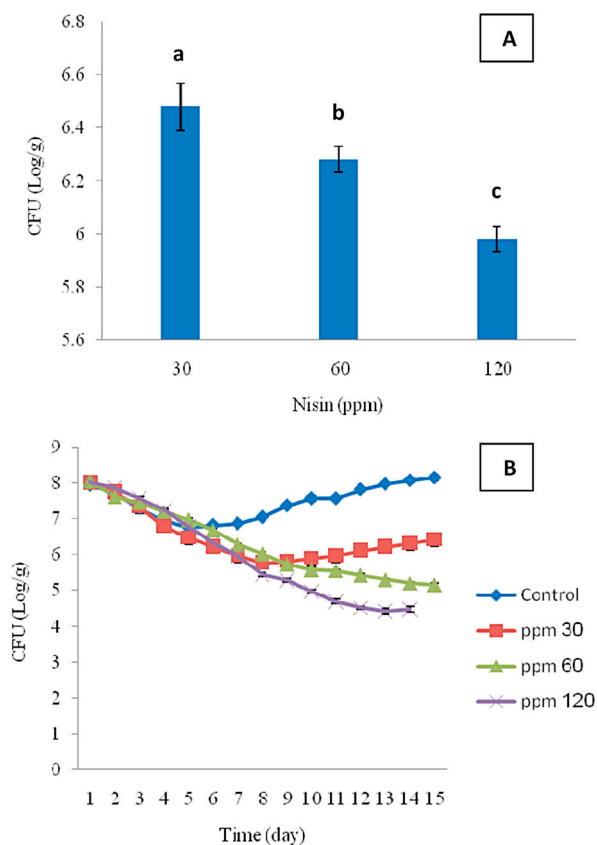 A
6.8
6.6
6.4
6.2
6
5.8
5.6
CFU (Log/g)
a
b
c
30 60 120
Nisin (ppm)
B
9
8
7
6
5
4
3
2
1
0
CFU (Log/g)
1 2 3 4 5 6 7 8 9 10 11 12 13 14 15
Time (day)
Control
ppm 30
ppm 60
ppm 120